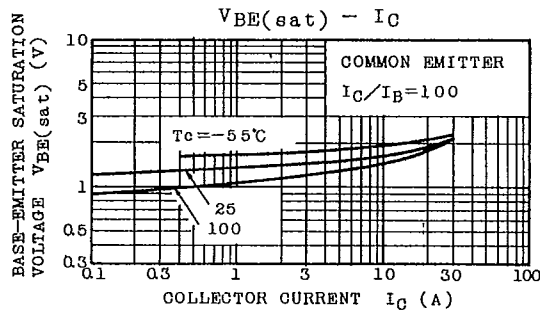 VBE(sat) - IC
BASE-EMITTER SATURATION
VOLTAGE VBE(sat) (V)
10
5
3
1
0.5
0.3
COMMON EMITTER
IC/IB=100
Tc=-55℃
25
100
0.1
0.3
1
3
10
30
100
COLLECTOR CURRENT IC (A)